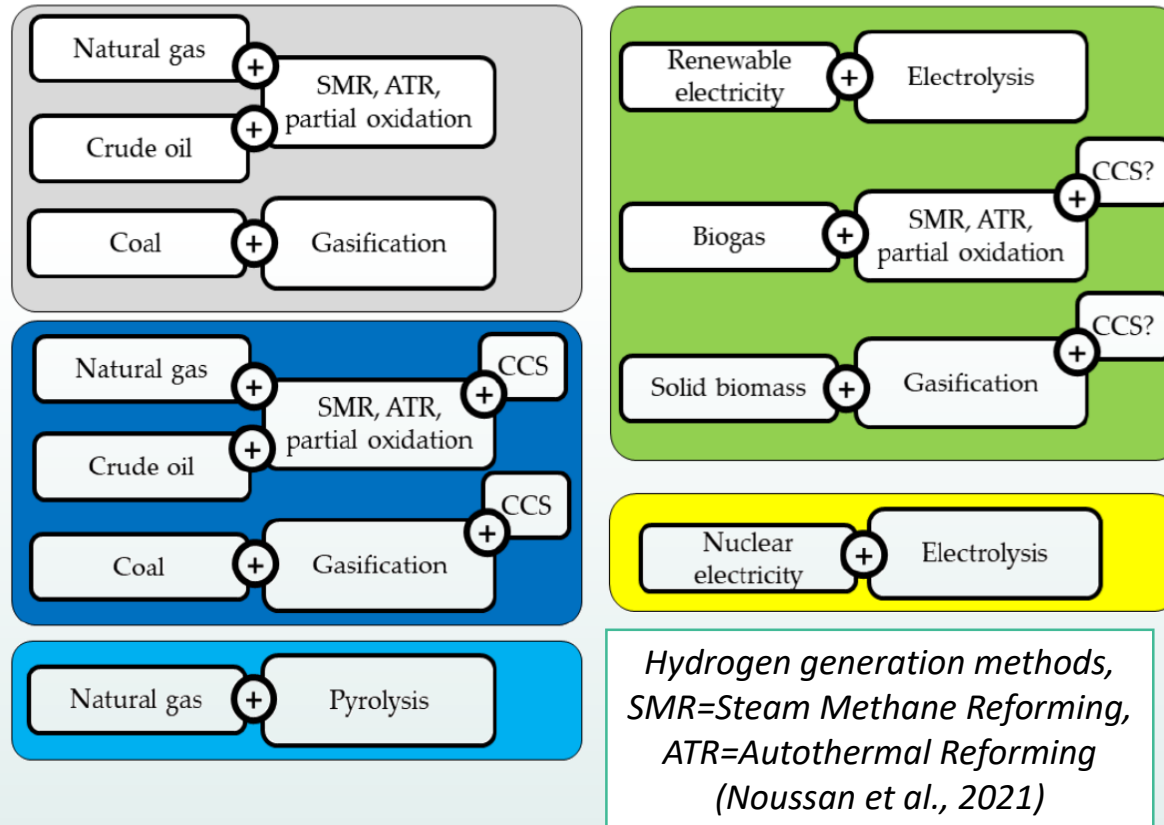 Natural gas
+
SMR, ATR,
partial oxidation
+
Crude oil
Coal
+
Gasification
Natural gas
+
SMR, ATR,
partial oxidation
+
CCS
+
Crude oil
Coal
+
Gasification
+
CCS
Natural gas
+
Pyrolysis
Renewable
electricity
+
Electrolysis
Biogas
+
SMR, ATR,
partial oxidation
+
CCS?
Solid biomass
+
Gasification
+
CCS?
Nuclear
electricity
+
Electrolysis
Hydrogen generation methods,
SMR=Steam Methane Reforming,
ATR=Autothermal Reforming
(Noussan et al., 2021)